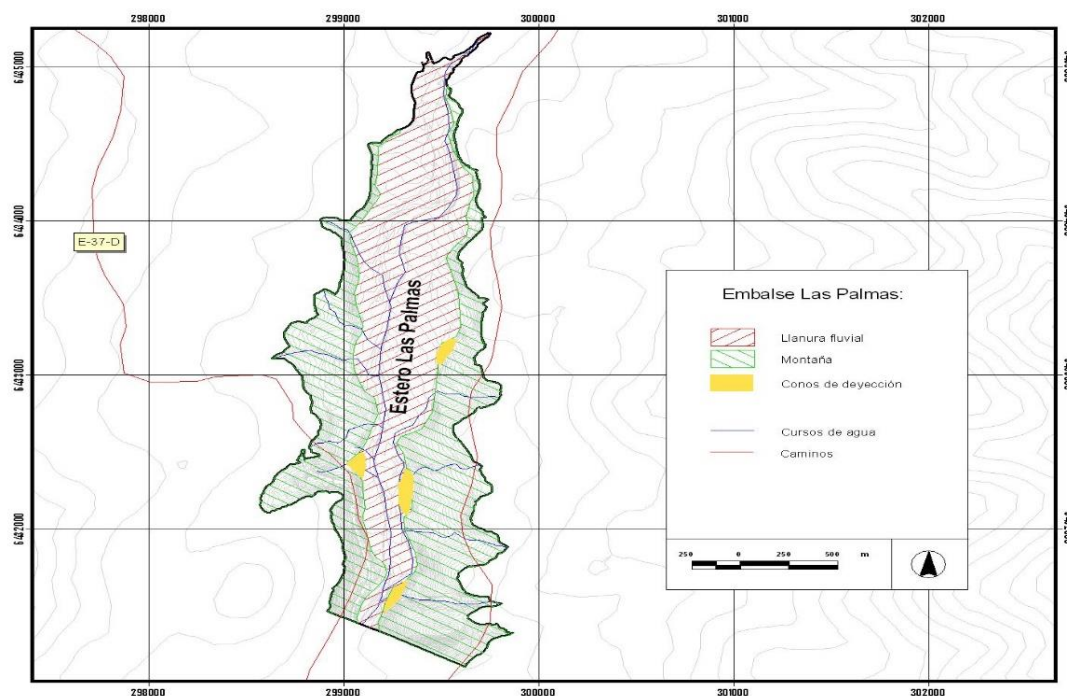 298000 299000 300000 301000 302000
E-37-D
Estero Las Palmas
Embalse Las Palmas:
Llanura fluvial
Montaña
Conos de deyección
Cursos de agua
Caminos
250 0 250 500 m
298000 299000 300000 301000 302000